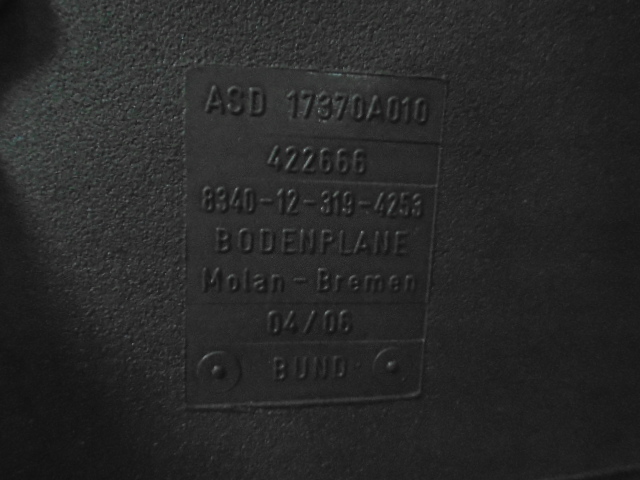 ASD 17370A010
422666
8340-12-319-4253
BODENPLANE
Molan-Bremen
04/06
BUND